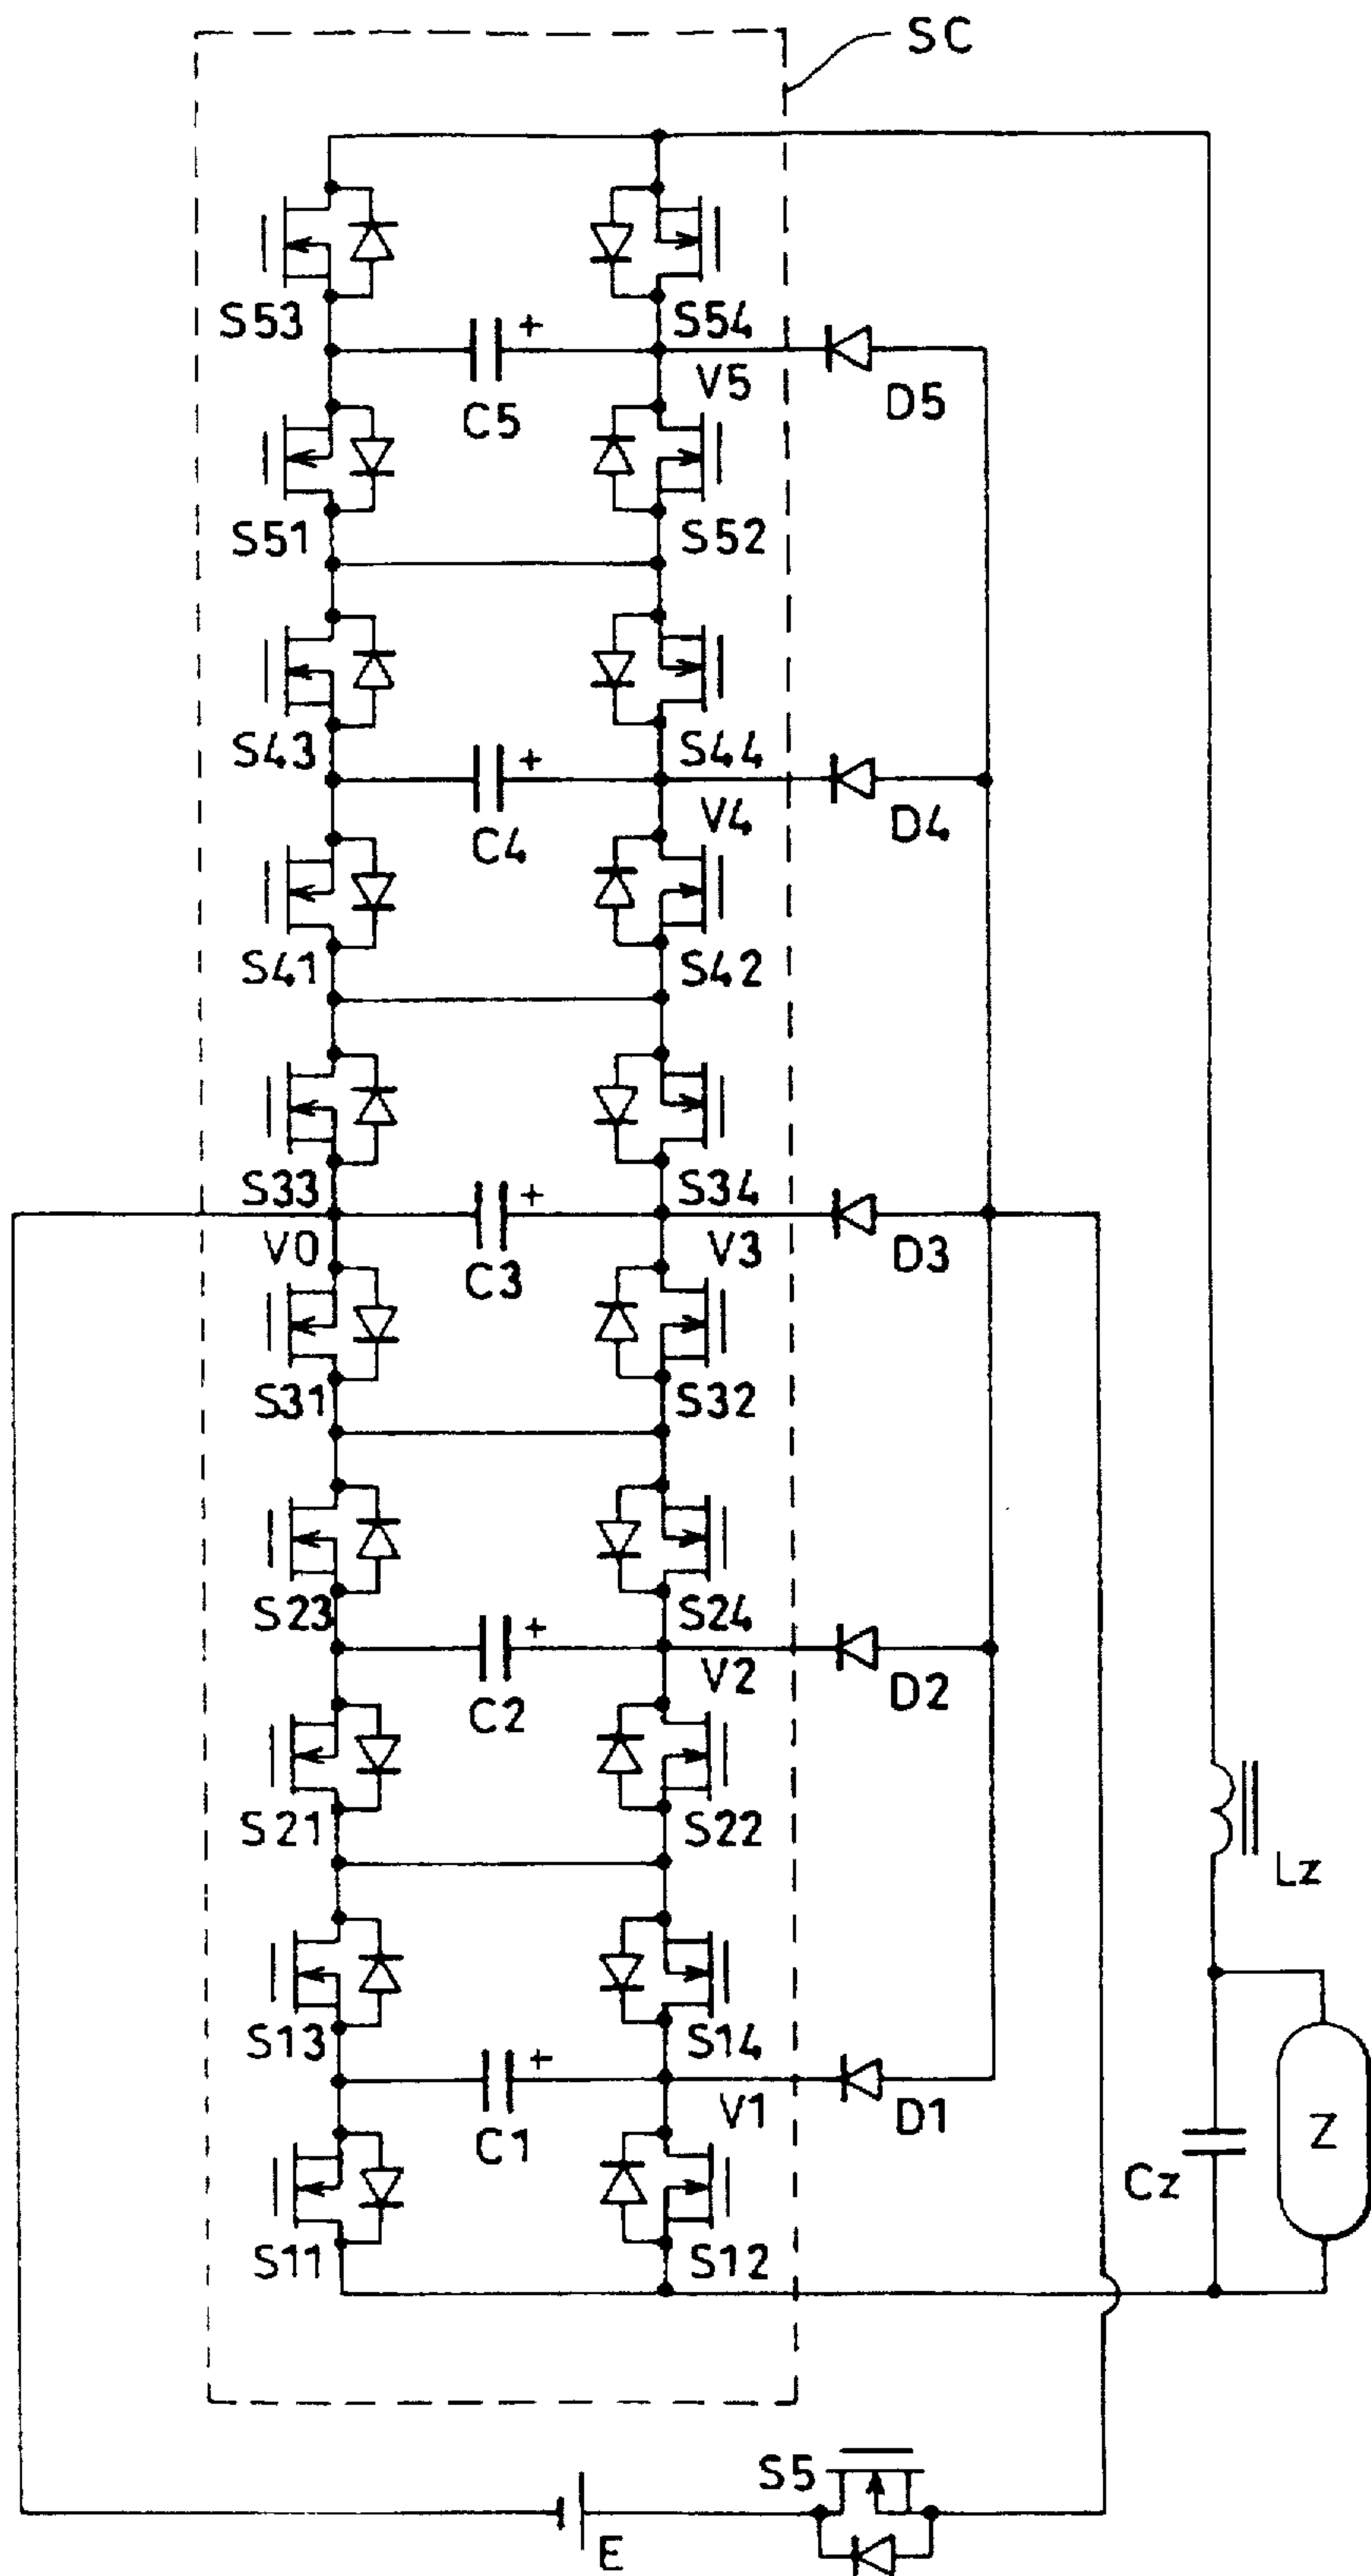 SC
S53
S54
+
V5
C5
D5
S51
S52
S43
S44
+
V4
C4
D4
S41
S42
S33
S34
+
V0
V3
C3
D3
S31
S32
S23
S24
+
V2
C2
D2
S21
S22
Lz
S13
S14
+
V1
C1
D1
Z
Cz
S11
S12
S5
E